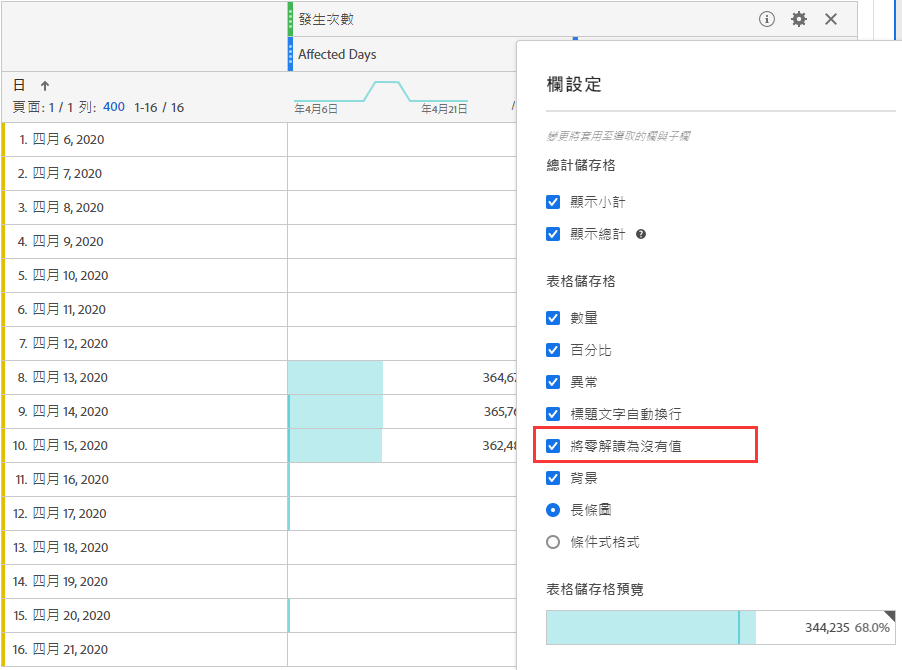 發生次數
Affected Days
日 ↑
頁面: 1 / 1 列: 400 1-16 / 16
年4月6日 年4月21日 /
1. 四月 6, 2020
2. 四月 7, 2020
3. 四月 8, 2020
4. 四月 9, 2020
5. 四月 10, 2020
6. 四月 11, 2020
7. 四月 12, 2020
8. 四月 13, 2020 364,67
9. 四月 14, 2020 365,76
10. 四月 15, 2020 362,48
11. 四月 16, 2020
12. 四月 17, 2020
13. 四月 18, 2020
14. 四月 19, 2020
15. 四月 20, 2020
16. 四月 21, 2020
欄設定
變更將套用至選取的欄與子欄
總計儲存格
顯示小計
顯示總計
表格儲存格
數量
百分比
異常
標題文字自動換行
將零解讀為沒有值
背景
長條圖
條件式格式
表格儲存格預覽
344,235 68.0%